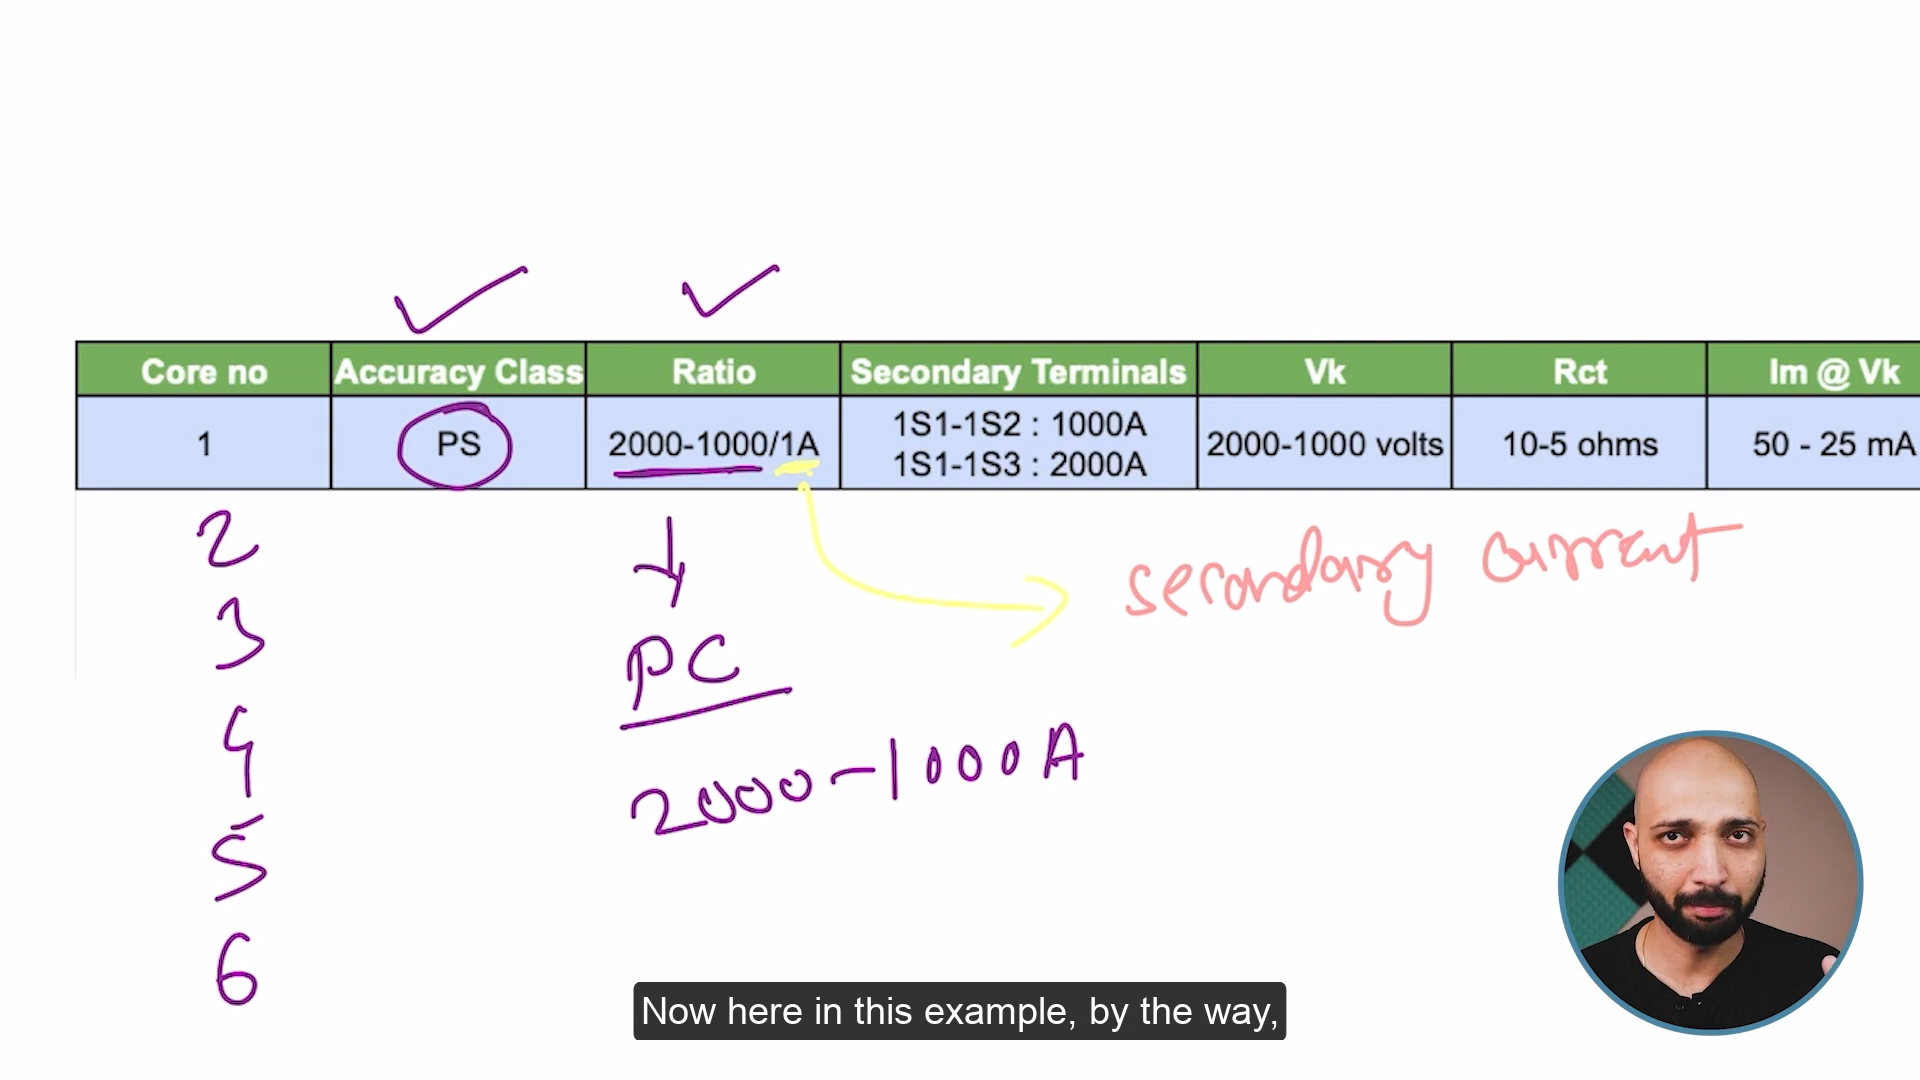 Core no Accuracy Class Ratio Secondary Terminals Vk Rct Im @ Vk
1 PS 2000-1000/1A 1S1-1S2 : 1000A 2000-1000 volts 10-5 ohms 50 - 25 mA
1S1-1S3 : 2000A
2
secondary current
3
PC
4
2000-1000A
5
6
Now here in this example, by the way,